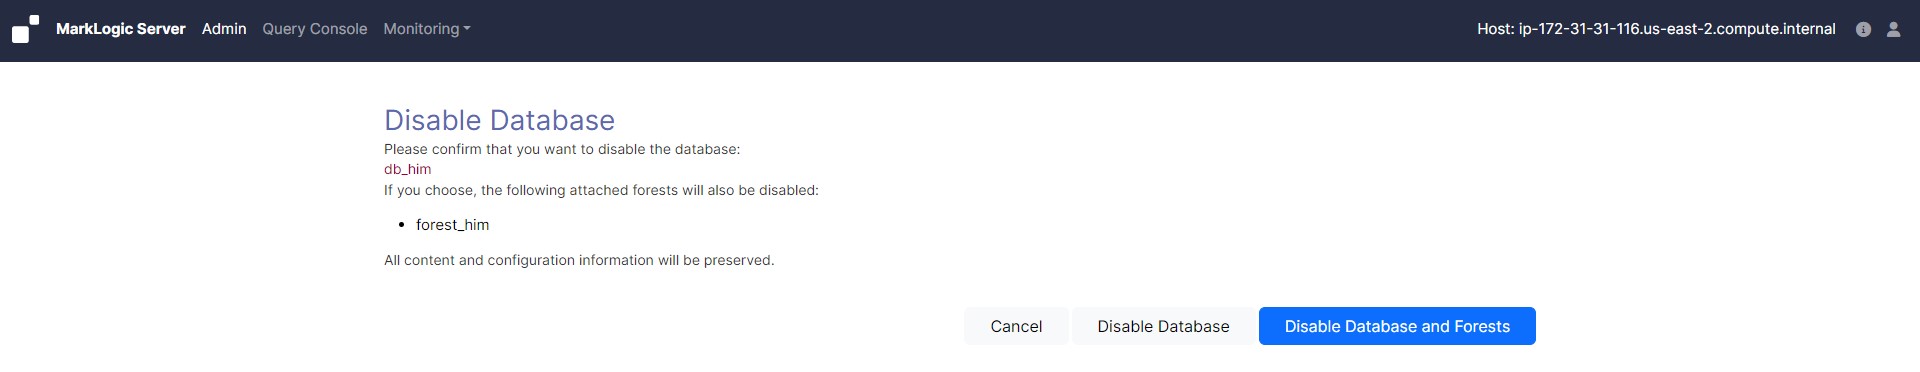 MarkLogic Server Admin Query Console Monitoring Host: ip-172-31-31-116.us-east-2.compute.internal
Disable Database
Please confirm that you want to disable the database:
db_him
If you choose, the following attached forests will also be disabled:
• forest_him
All content and configuration information will be preserved.
Cancel Disable Database Disable Database and Forests